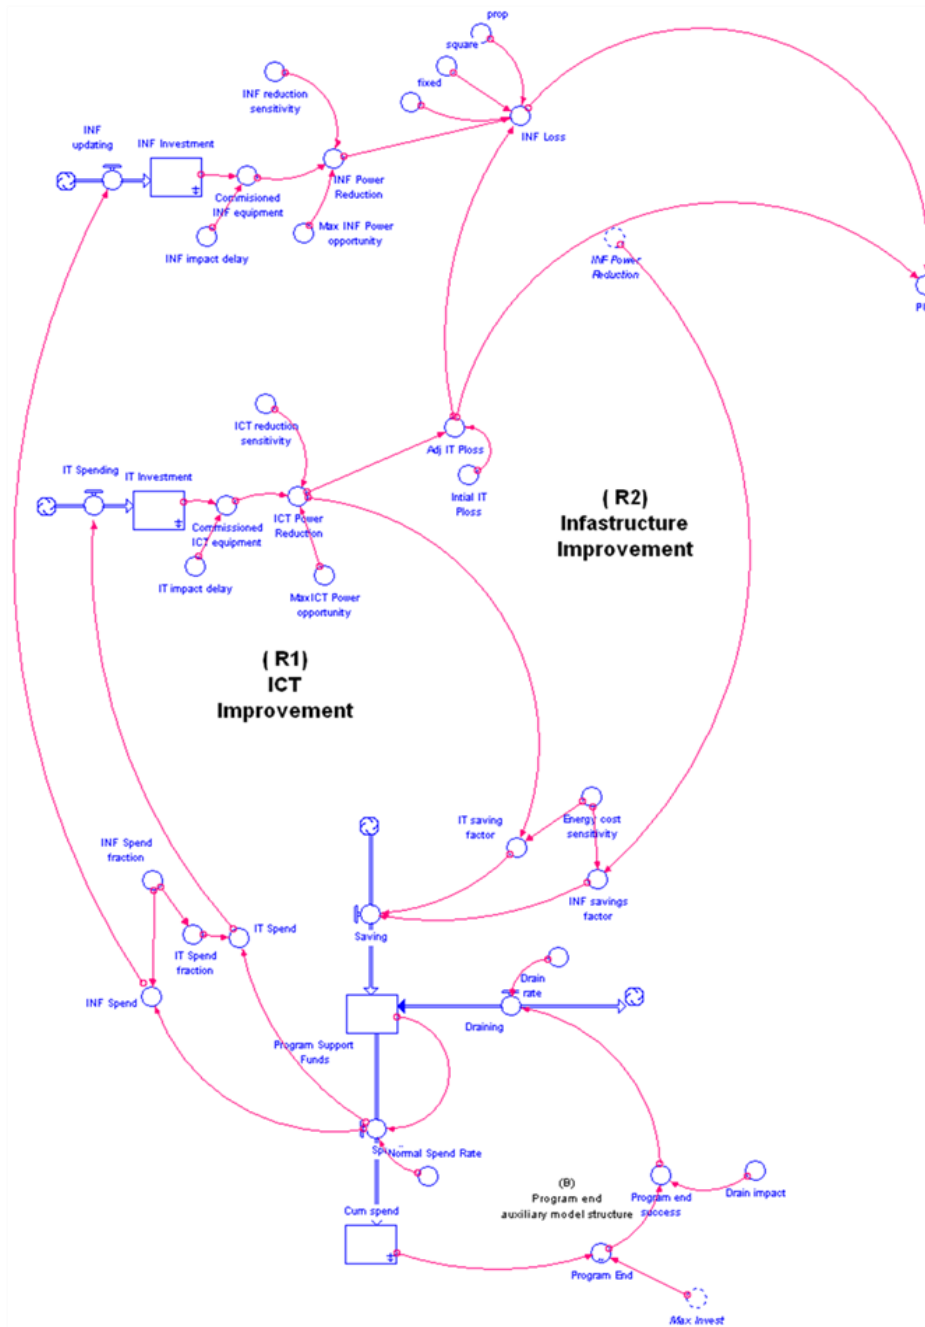 prop
square
fixed
INF reduction
sensitivity
INF Loss
INF
updating
INF Investment
INF Power
Reduction
Commisioned
INF equipment
Max INF Power
opportunity
INF impact delay
INF Power
Reduction
ICT reduction
sensitivity
Adj IT Ploss
Intial IT
Ploss
IT Spending
IT Investment
ICT Power
Reduction
Commissioned
ICT equipment
IT impact delay
MaxICT Power
opportunity
( R2)
Infastructure
Improvement
( R1)
ICT
Improvement
IT saving
factor
Energy cost
sensitivity
INF savings
factor
INF Spend
fraction
IT Spend
IT Spend
fraction
INF Spend
Saving
Drain
rate
Draining
Program Support
Funds
Normal Spend Rate
(B)
Program end
auxiliary model structure
Program end
success
Drain impact
Cum spend
Program End
Max Invest